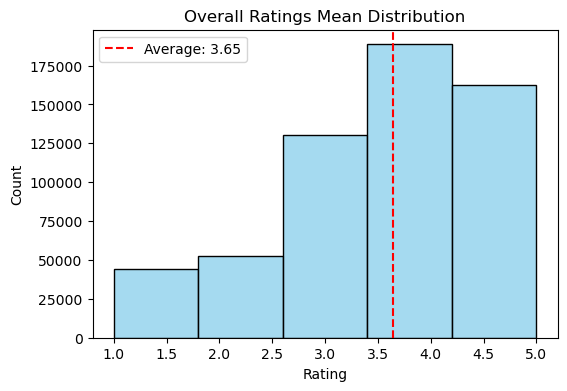 Overall Ratings Mean Distribution
Average: 3.65
Count
175000
150000
125000
100000
75000
50000
25000
0
1.0 1.5 2.0 2.5 3.0 3.5 4.0 4.5 5.0
Rating